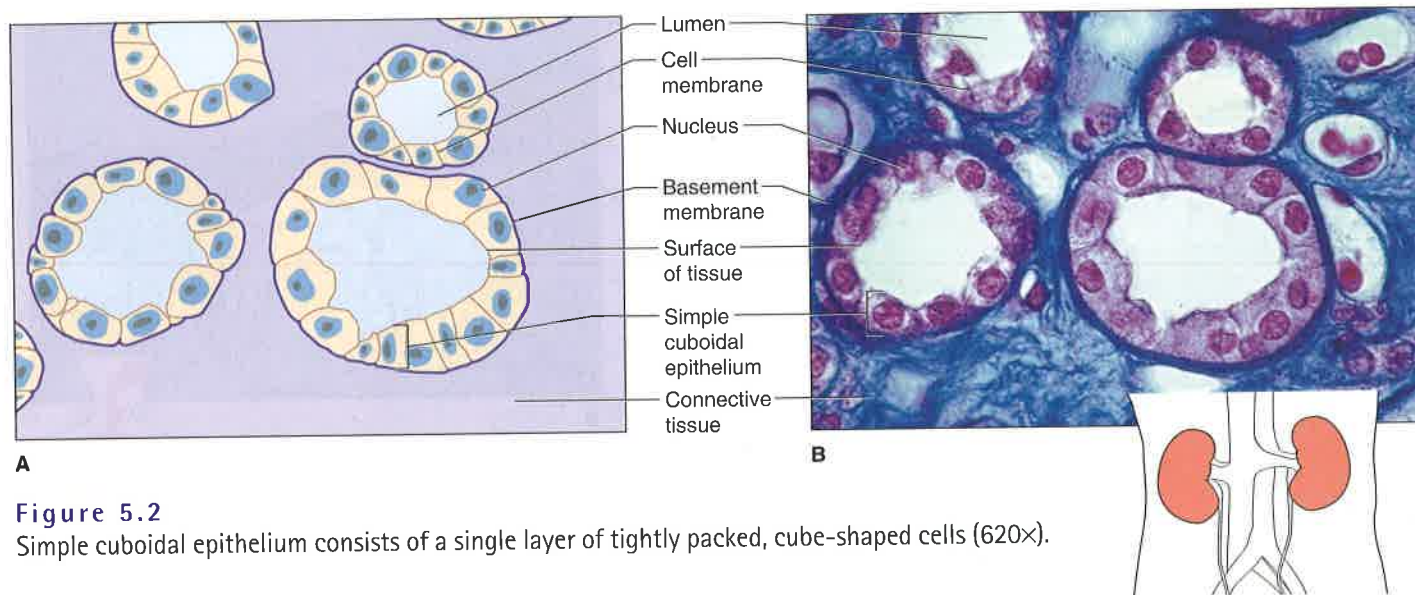 Lumen
Cell
membrane
Nucleus
Basement
membrane
Surface
of tissue
Simple
cuboidal
epithelium
Connective
tissue
A
B
Figure 5.2
Simple cuboidal epithelium consists of a single layer of tightly packed, cube-shaped cells (620×).